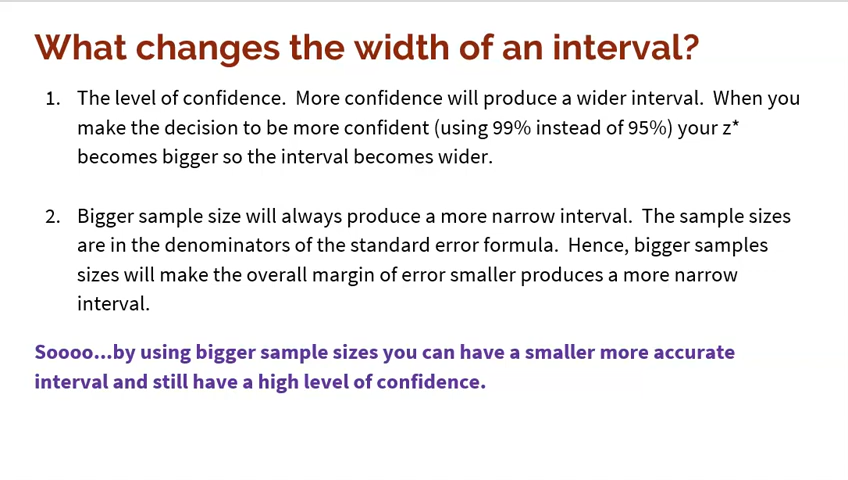 What changes the width of an interval?
1. The level of confidence. More confidence will produce a wider interval. When you
make the decision to be more confident (using 99% instead of 95%) your z*
becomes bigger so the interval becomes wider.
2. Bigger sample size will always produce a more narrow interval. The sample sizes
are in the denominators of the standard error formula. Hence, bigger samples
sizes will make the overall margin of error smaller produces a more narrow
interval.
Soooo...by using bigger sample sizes you can have a smaller more accurate
interval and still have a high level of confidence.